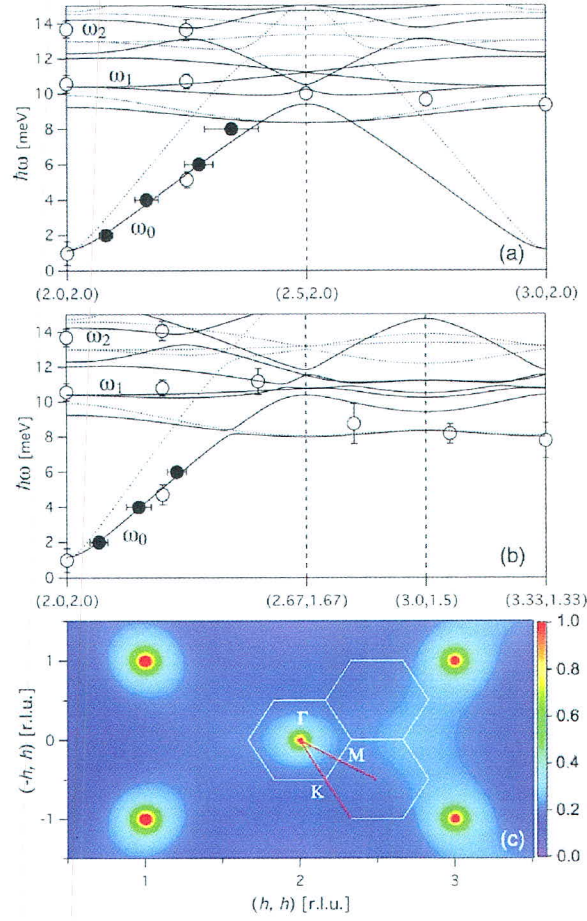 14
12
10
8
6
4
2
0
ħω [meV]
ω₂
ω₁
ω₀
(a)
(2.0,2.0)
(2.5,2.0)
(3.0,2.0)
14
12
10
8
6
4
2
0
ħω [meV]
ω₂
ω₁
ω₀
(b)
(2.0,2.0)
(2.67,1.67)
(3.0,1.5)
(3.33,1.33)
1
0
-1
(-h, h) [r.l.u.]
Γ
M
K
(c)
1.0
0.8
0.6
0.4
0.2
0.0
1
2
3
(h, h) [r.l.u.]